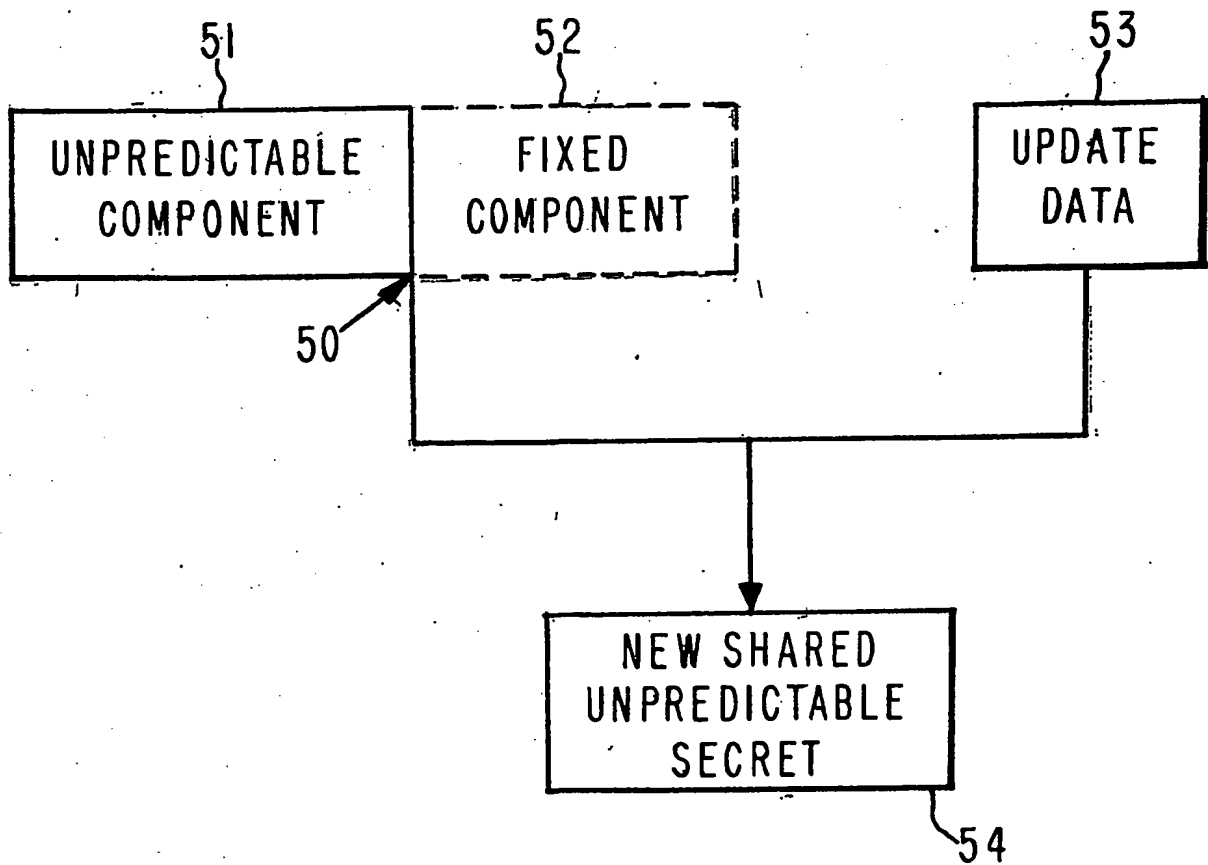 51
52
53
UNPREDICTABLE
COMPONENT
FIXED
COMPONENT
UPDATE
DATA
50
NEW SHARED
UNPREDICTABLE
SECRET
54